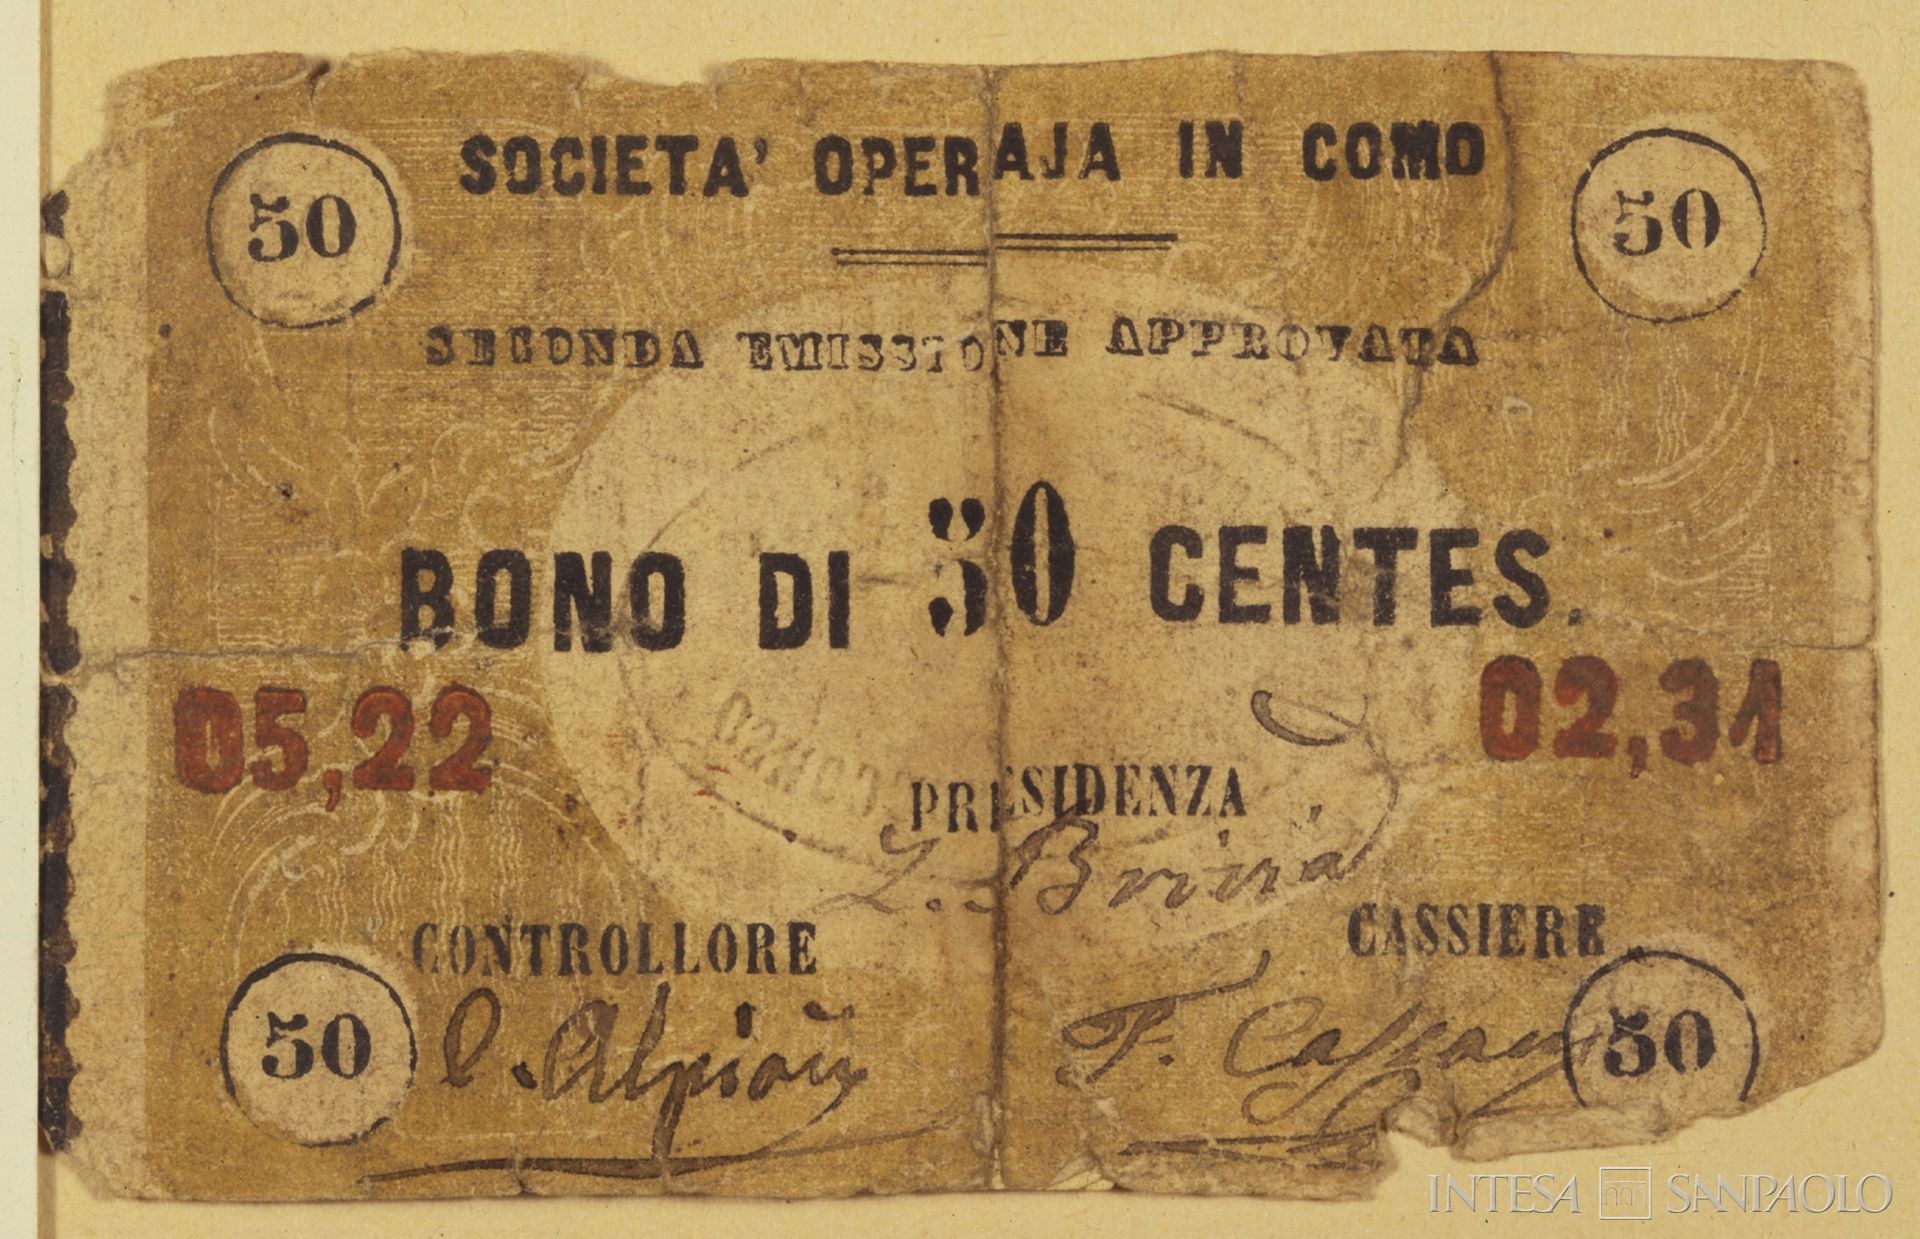 50 SOCIETA' OPERAJA IN COMO 50
SECONDA EMISSIONE APPROVATA
BONO DI 50 CENTES.
05,22 02,31
PRESIDENZA
CONTROLLORE CASSIERE
50 50
INTESA SANPAOLO